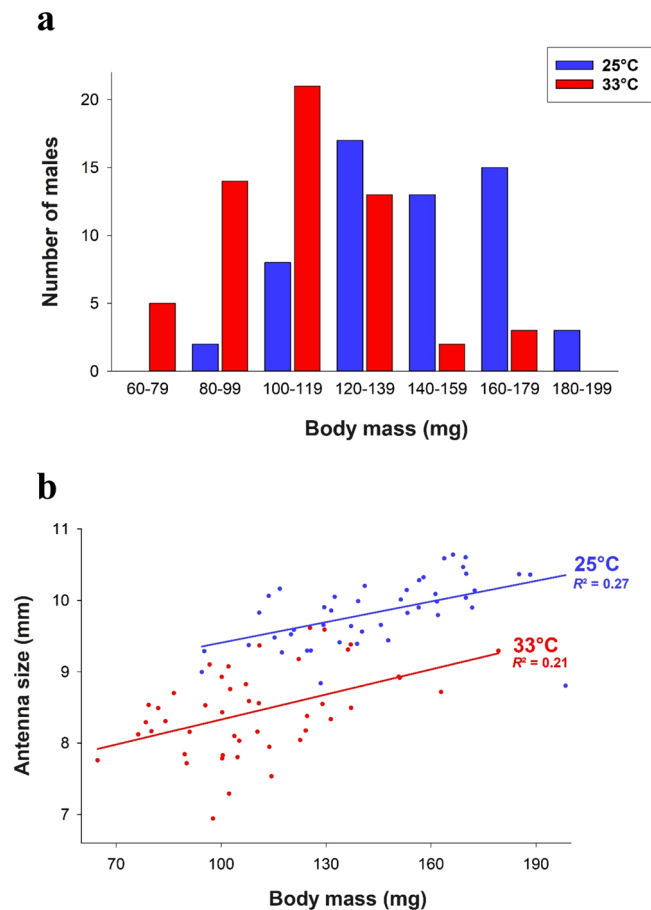 a
25°C
33°C
20
15
10
5
0
Number of males
60-79 80-99 100-119 120-139 140-159 160-179 180-199
Body mass (mg)
b
11
10
9
8
7
Antenna size (mm)
25°C
R² = 0.27
33°C
R² = 0.21
70 100 130 160 190
Body mass (mg)